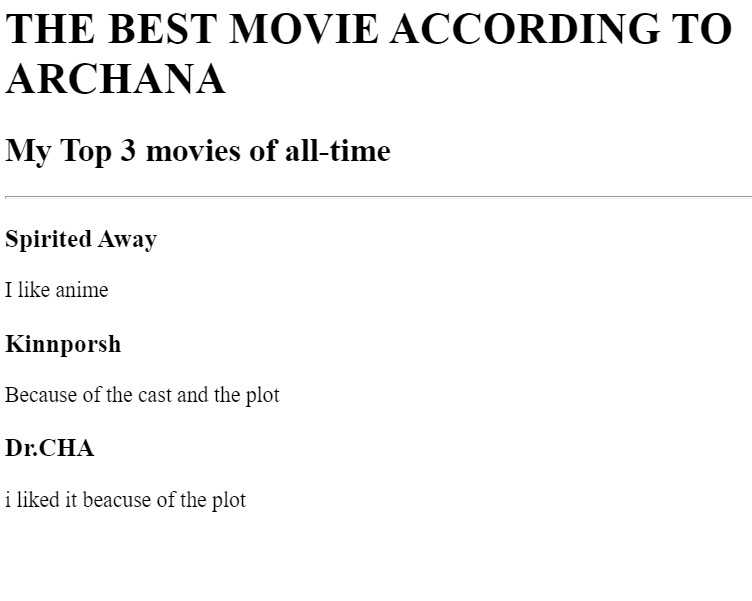 THE BEST MOVIE ACCORDING TO
ARCHANA
My Top 3 movies of all-time
Spirited Away
I like anime
Kinnporsh
Because of the cast and the plot
Dr.CHA
i liked it beacuse of the plot